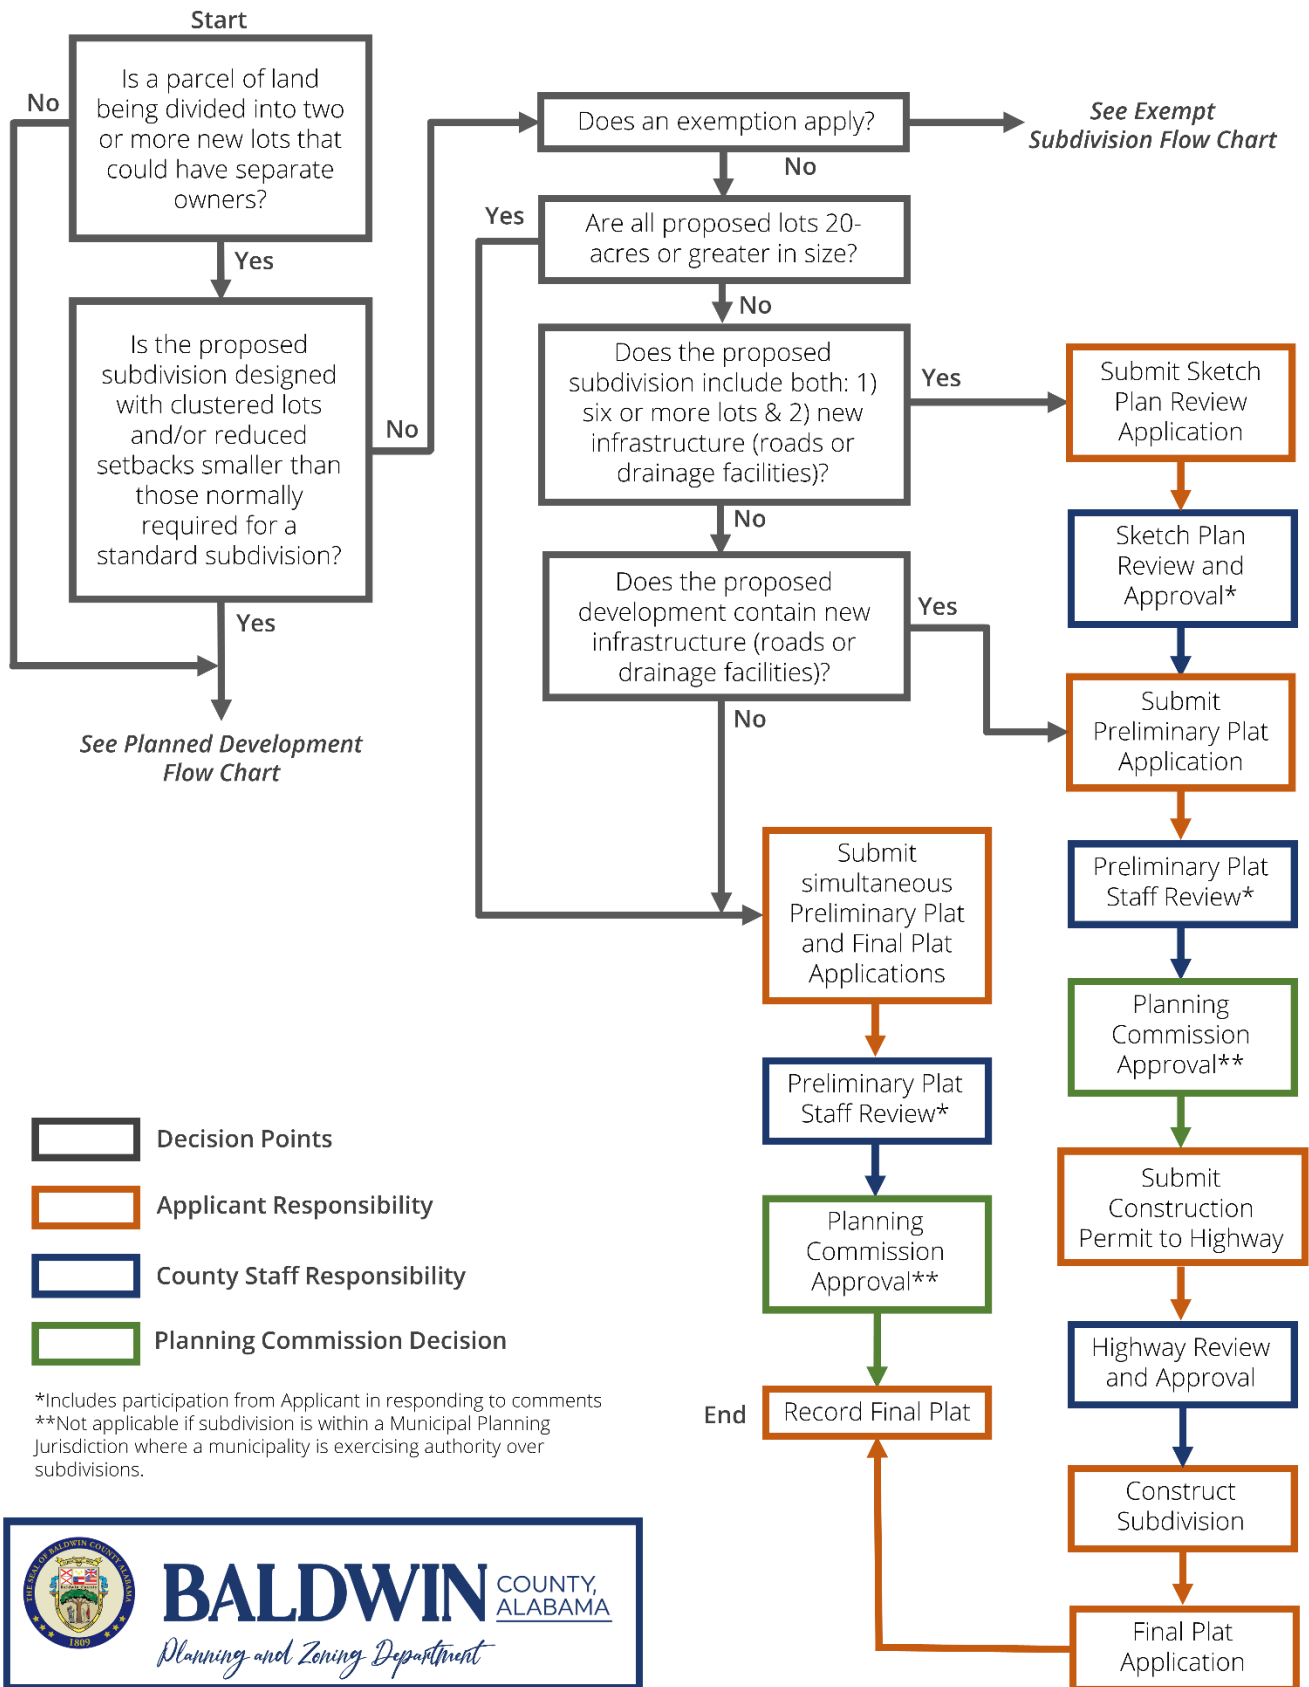 Start
Is a parcel of land
being divided into two
or more new lots that
could have separate
owners?
No
Yes
Is the proposed
subdivision designed
with clustered lots
and/or reduced
setbacks smaller than
those normally
required for a
standard subdivision?
No
Yes
See Planned Development
Flow Chart
Does an exemption apply?
See Exempt
Subdivision Flow Chart
No
Are all proposed lots 20-
acres or greater in size?
Yes
No
Does the proposed
subdivision include both: 1)
six or more lots & 2) new
infrastructure (roads or
drainage facilities)?
Yes
No
Does the proposed
development contain new
infrastructure (roads or
drainage facilities)?
Yes
No
Submit
simultaneous
Preliminary Plat
and Final Plat
Applications
Preliminary Plat
Staff Review*
Planning
Commission
Approval**
End
Record Final Plat
Submit Sketch
Plan Review
Application
Sketch Plan
Review and
Approval*
Submit
Preliminary Plat
Application
Preliminary Plat
Staff Review*
Planning
Commission
Approval**
Submit
Construction
Permit to Highway
Highway Review
and Approval
Construct
Subdivision
Final Plat
Application
Decision Points
Applicant Responsibility
County Staff Responsibility
Planning Commission Decision
*Includes participation from Applicant in responding to comments
**Not applicable if subdivision is within a Municipal Planning
Jurisdiction where a municipality is exercising authority over
subdivisions.
THE SEAL OF BALDWIN COUNTY ALABAMA
Baldwin County
1809
BALDWIN COUNTY,
ALABAMA
Planning and Zoning Department